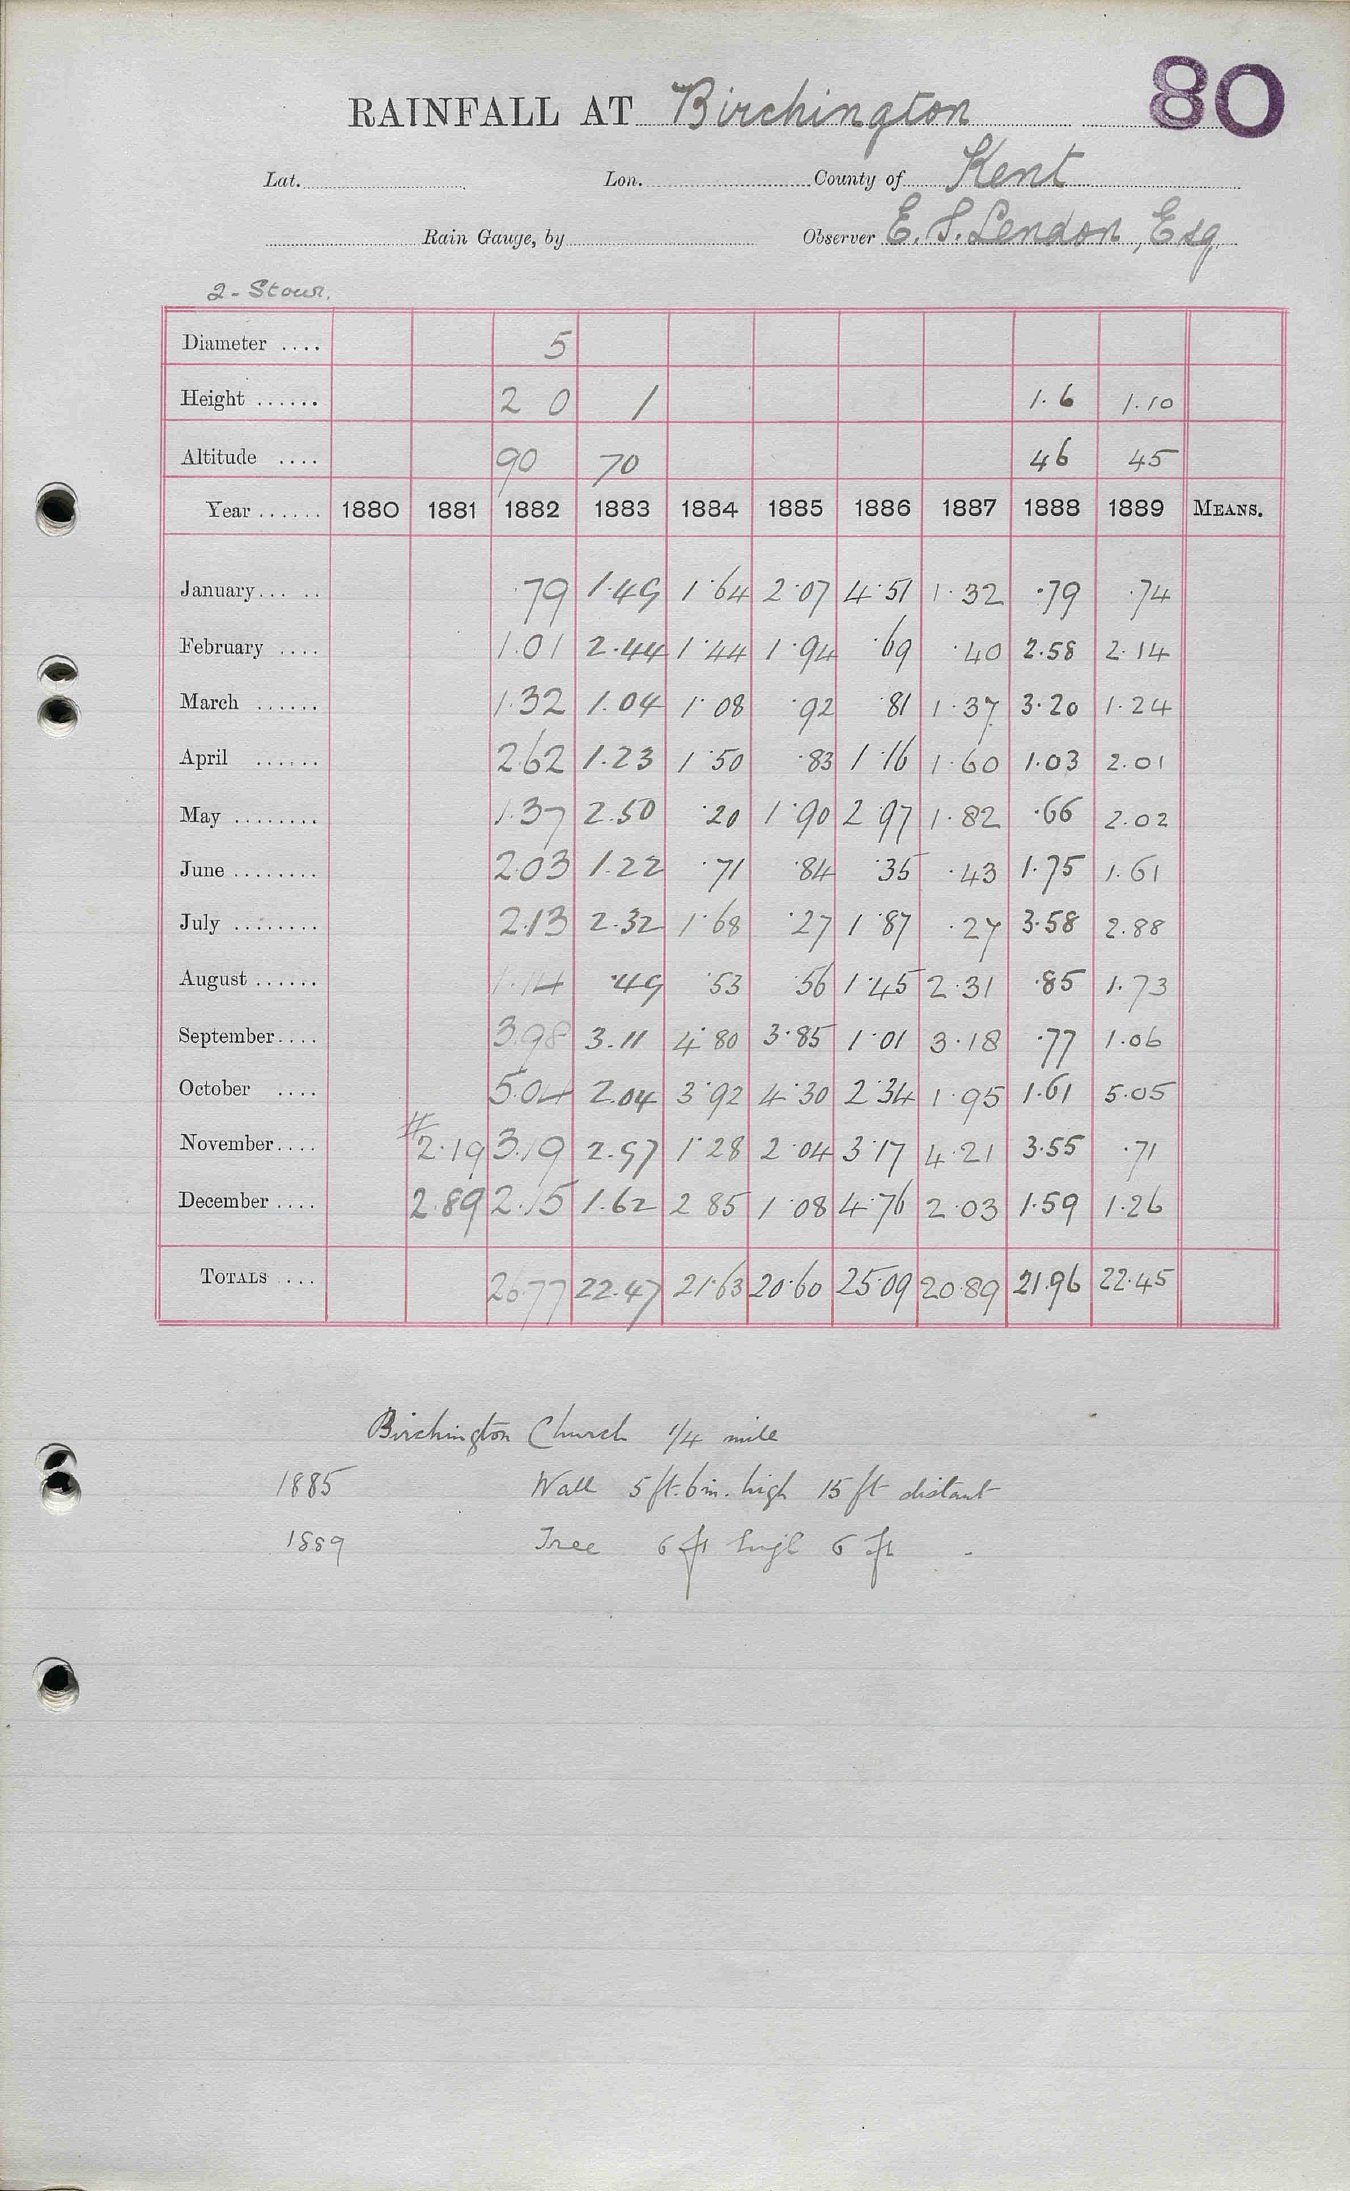 80
RAINFALL AT Birchington
Lat. Lon. County of Kent
Rain Gauge, by Observer E. S. Lendon, Esq
2 - Stour.
Diameter .... 5
Height ...... 2 0 1 1.6 1.10
Altitude .... 90 70 46 45
Year ...... 1880 1881 1882 1883 1884 1885 1886 1887 1888 1889 MEANS.
January... .. .79 1.49 1.64 2.07 4.51 1.32 .79 .74
February .... 1.01 2.44 1.44 1.94 .69 .40 2.58 2.14
March ...... 1.32 1.04 1.08 .92 .81 1.37 3.20 1.24
April ...... 2.62 1.23 1.50 .83 1.16 1.60 1.03 2.01
May ........ 1.37 2.50 .20 1.90 2.97 1.82 .66 2.02
June ........ 2.03 1.22 .71 .84 .35 .43 1.75 1.61
July ........ 2.13 2.32 1.68 .27 1.87 .27 3.58 2.88
August ...... 1.14 .49 .53 .56 1.45 2.31 .85 1.73
September.... 3.98 3.11 4.80 3.85 1.01 3.18 .77 1.06
October .... 5.04 2.04 3.92 4.30 2.34 1.95 1.61 5.05
November.... # 2.19 3.19 2.97 1.28 2.04 3.17 4.21 3.55 .71
December .... 2.89 2.15 1.62 2 85 1.08 4.76 2.03 1.59 1.26
TOTALS .... 26.77 22.47 21.63 20.60 25.09 20.89 21.96 22.45
Birchington Church 1/4 mile
1885 Wall 5 ft. 6 in. high 15 ft distant
1889 Tree 6 ft high 6 ft -